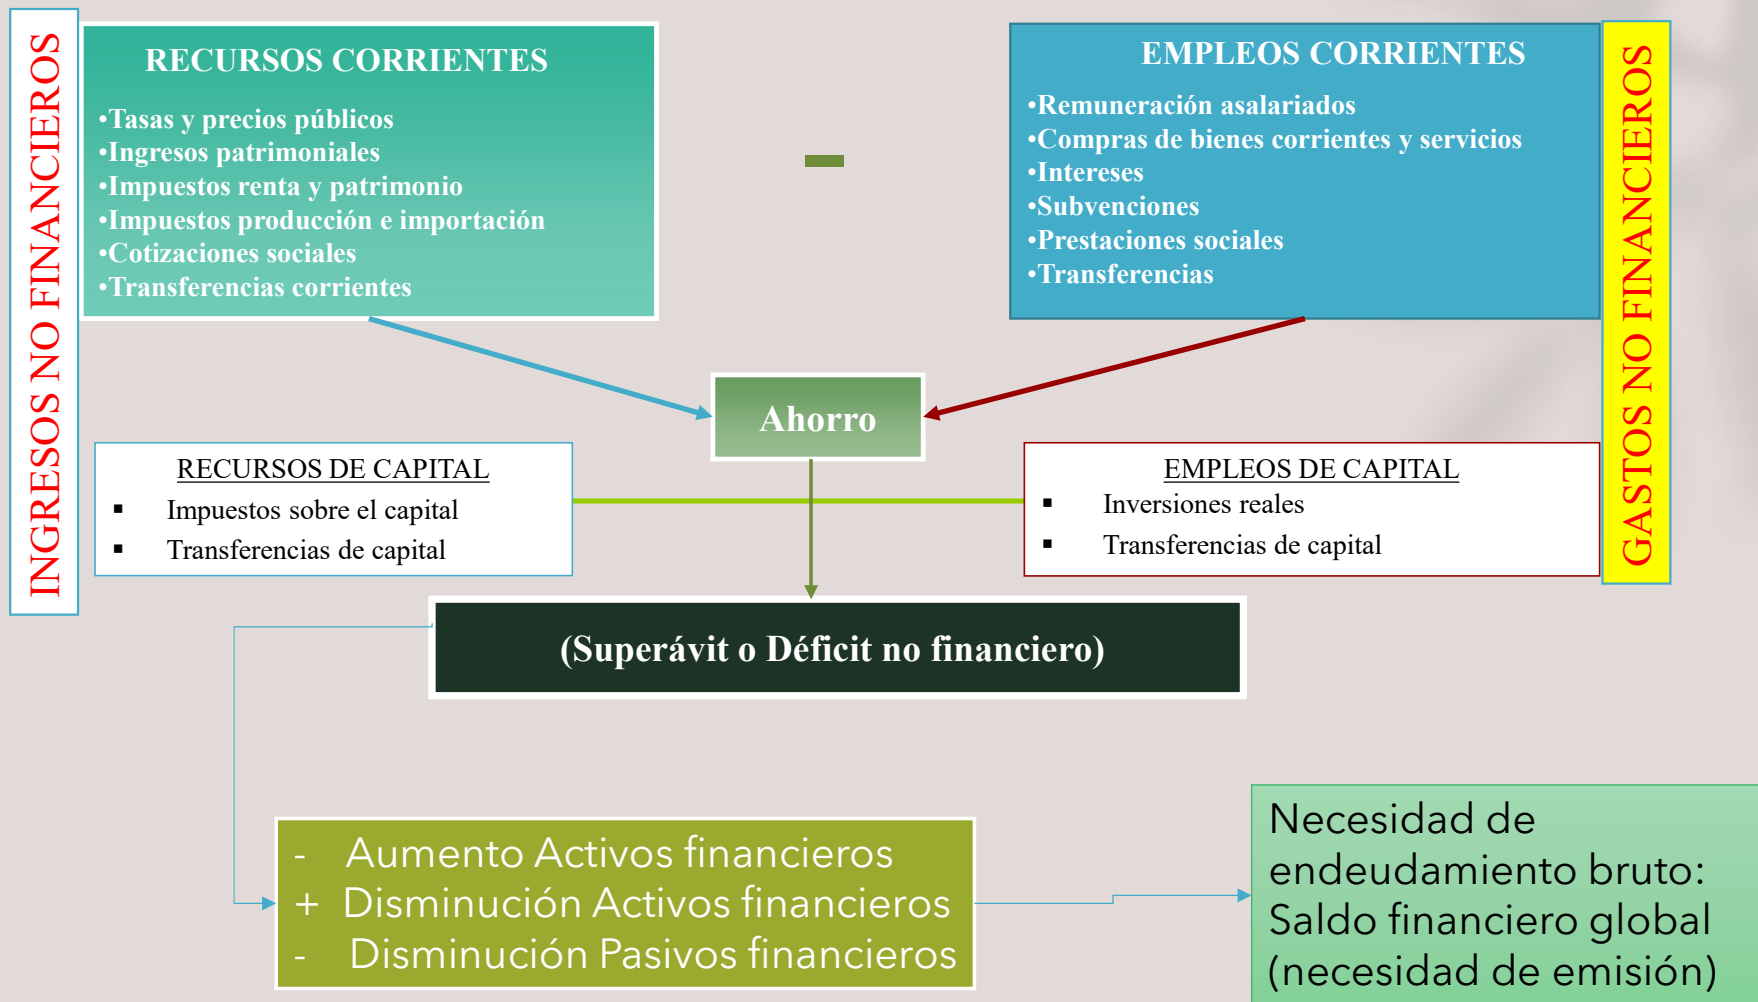 INGRESOS NO FINANCIEROS
RECURSOS CORRIENTES
•Tasas y precios públicos
•Ingresos patrimoniales
•Impuestos renta y patrimonio
•Impuestos producción e importación
•Cotizaciones sociales
•Transferencias corrientes
-
EMPLEOS CORRIENTES
•Remuneración asalariados
•Compras de bienes corrientes y servicios
•Intereses
•Subvenciones
•Prestaciones sociales
•Transferencias
GASTOS NO FINANCIEROS
Ahorro
RECURSOS DE CAPITAL
▪ Impuestos sobre el capital
▪ Transferencias de capital
EMPLEOS DE CAPITAL
▪ Inversiones reales
▪ Transferencias de capital
(Superávit o Déficit no financiero)
- Aumento Activos financieros
+ Disminución Activos financieros
- Disminución Pasivos financieros
Necesidad de
endeudamiento bruto:
Saldo financiero global
(necesidad de emisión)